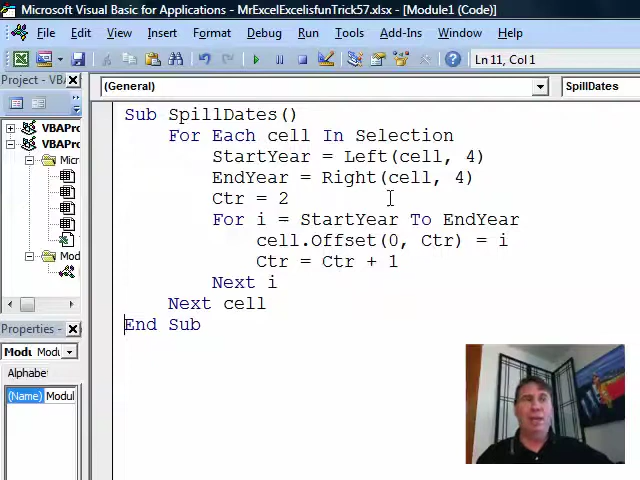 Microsoft Visual Basic for Applications - MrExcelExcelisfunTrick57.xlsx - [Module1 (Code)]
File Edit View Insert Format Debug Run Tools Add-Ins Window Help
Ln 11, Col 1
Project - VBA
(General)
SpillDates
VBAPro
VBAPro
Micr
Mod
Properties -
Modu Modu
Alphabe
(Name) Modul
Sub SpillDates()
For Each cell In Selection
StartYear = Left(cell, 4)
EndYear = Right(cell, 4)
Ctr = 2
For i = StartYear To EndYear
cell.Offset(0, Ctr) = i
Ctr = Ctr + 1
Next i
Next cell
End Sub